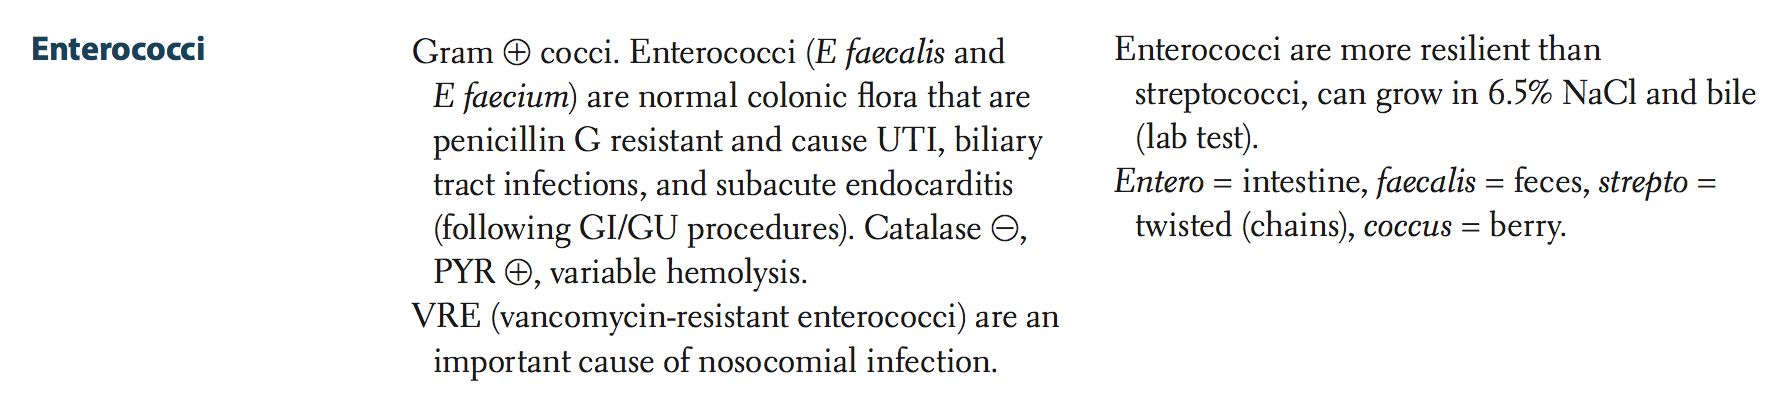 Enterococci
Gram ⊕ cocci. Enterococci (E faecalis and
E faecium) are normal colonic flora that are
penicillin G resistant and cause UTI, biliary
tract infections, and subacute endocarditis
(following GI/GU procedures). Catalase ⊖,
PYR ⊕, variable hemolysis.
VRE (vancomycin-resistant enterococci) are an
important cause of nosocomial infection.
Enterococci are more resilient than
streptococci, can grow in 6.5% NaCl and bile
(lab test).
Entero = intestine, faecalis = feces, strepto =
twisted (chains), coccus = berry.